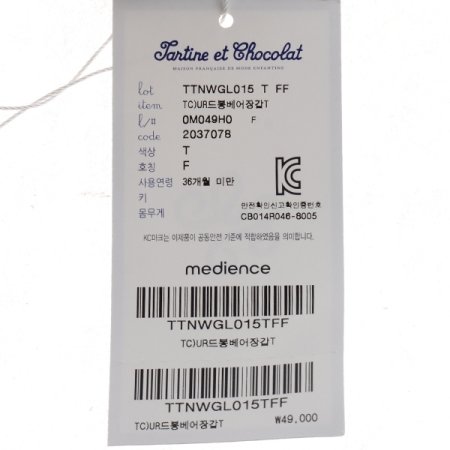 Tartine et Chocolat
MAISON FRANÇAISE DE MODE ENFANTINE
lot TTNWGL015 T FF
item TC)UR드롱베어장갑T
l/# 0M049H0 F
code 2037078
색상 T
호칭 F
사용연령 36개월 미만
키
몸무게
안전확인신고확인증번호
CB014R046-6005
KC마크는 이제품이 공통안전 기준에 적합하였음을 의미합니다.
medience
TTNWGL015TFF
TC)UR드롱베어장갑T
TTNWGL015TFF
TC)UR드롱베어장갑T ₩49,000